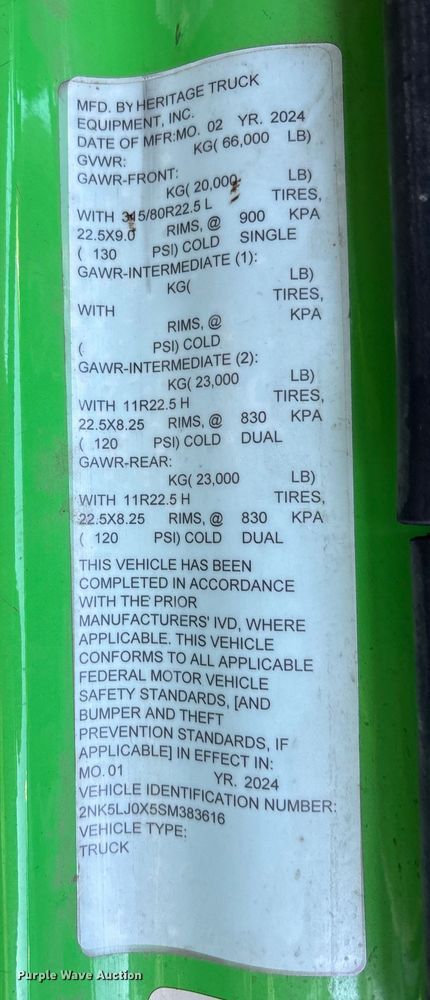 MFD. BY HERITAGE TRUCK
EQUIPMENT, INC.
DATE OF MFR:MO. 02 YR. 2024
GVWR: KG( 66,000 LB)
GAWR-FRONT:
KG( 20,000 LB)
WITH 315/80R22.5 L TIRES,
22.5X9.0 RIMS, @ 900 KPA
( 130 PSI) COLD SINGLE
GAWR-INTERMEDIATE (1):
KG( LB)
WITH TIRES,
RIMS, @ KPA
( PSI) COLD
GAWR-INTERMEDIATE (2):
KG( 23,000 LB)
WITH 11R22.5 H TIRES,
22.5X8.25 RIMS, @ 830 KPA
( 120 PSI) COLD DUAL
GAWR-REAR:
KG( 23,000 LB)
WITH 11R22.5 H TIRES,
22.5X8.25 RIMS, @ 830 KPA
( 120 PSI) COLD DUAL
THIS VEHICLE HAS BEEN
COMPLETED IN ACCORDANCE
WITH THE PRIOR
MANUFACTURERS' IVD, WHERE
APPLICABLE. THIS VEHICLE
CONFORMS TO ALL APPLICABLE
FEDERAL MOTOR VEHICLE
SAFETY STANDARDS, [AND
BUMPER AND THEFT
PREVENTION STANDARDS, IF
APPLICABLE] IN EFFECT IN:
MO. 01 YR. 2024
VEHICLE IDENTIFICATION NUMBER:
2NK5LJ0X5SM383616
VEHICLE TYPE:
TRUCK
Purple Wave Auction